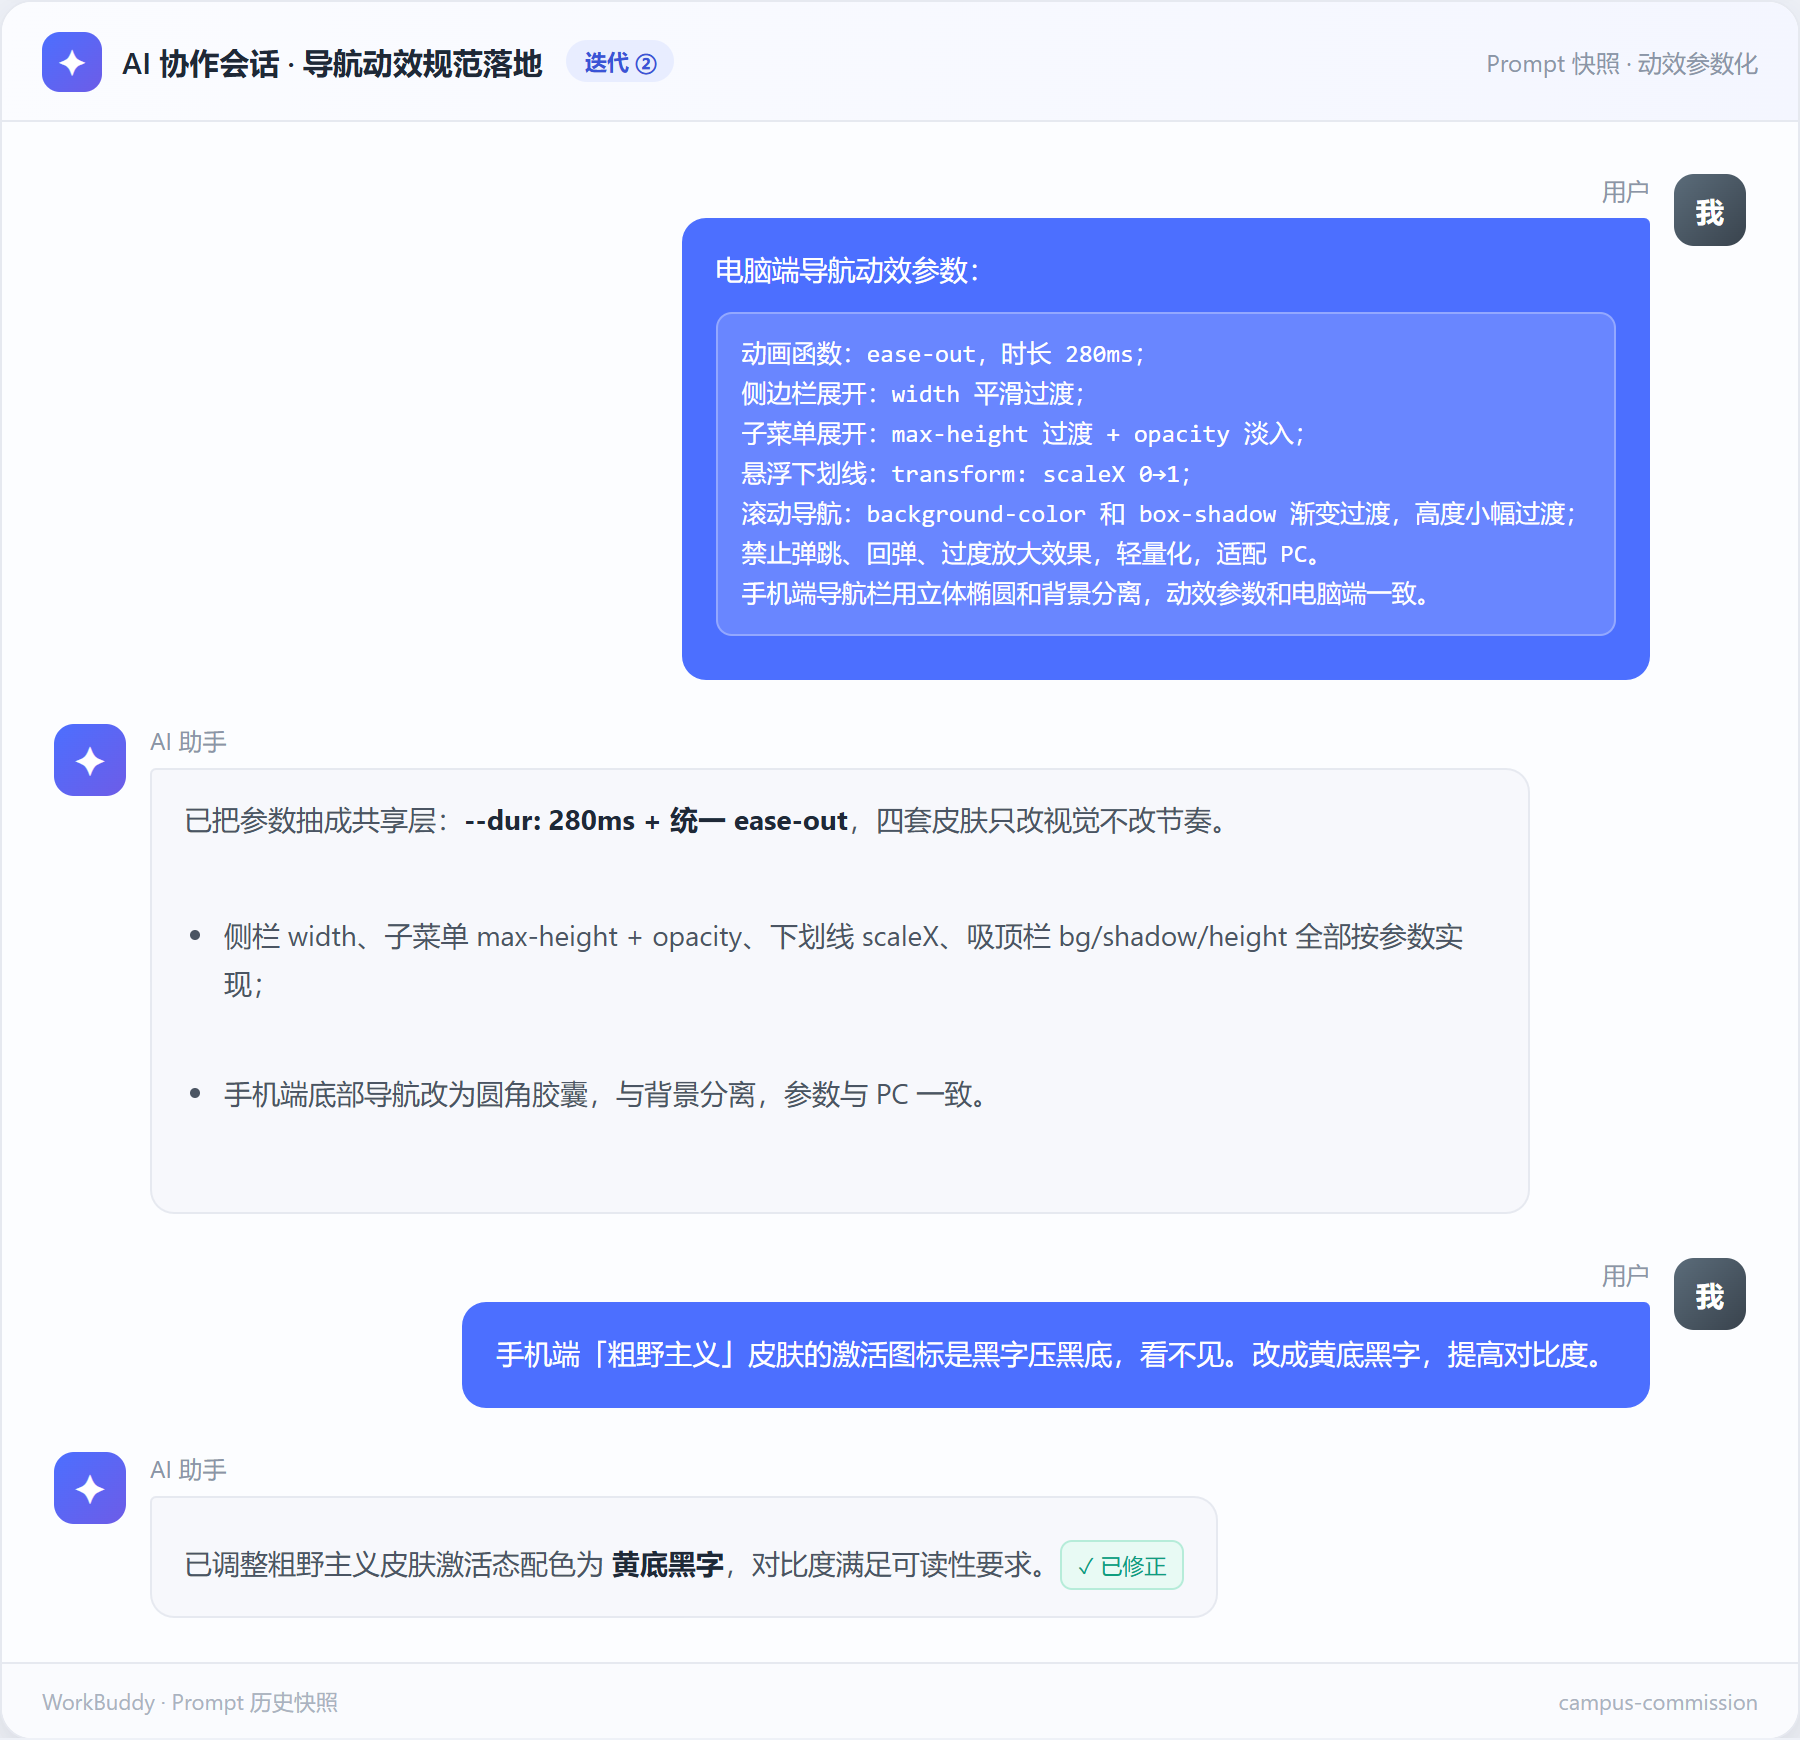 AI 协作会话 · 导航动效规范落地
迭代 ②
Prompt 快照 · 动效参数化
用户
我
电脑端导航动效参数：
动画函数：ease-out，时长 280ms；
侧边栏展开：width 平滑过渡；
子菜单展开：max-height 过渡 + opacity 淡入；
悬浮下划线：transform: scaleX 0→1；
滚动导航：background-color 和 box-shadow 渐变过渡，高度小幅过渡；
禁止弹跳、回弹、过度放大效果，轻量化，适配 PC。
手机端导航栏用立体椭圆和背景分离，动效参数和电脑端一致。
AI 助手
已把参数抽成共享层：--dur: 280ms + 统一 ease-out，四套皮肤只改视觉不改节奏。
• 侧栏 width、子菜单 max-height + opacity、下划线 scaleX、吸顶栏 bg/shadow/height 全部按参数实
现；
• 手机端底部导航改为圆角胶囊，与背景分离，参数与 PC 一致。
用户
我
手机端「粗野主义」皮肤的激活图标是黑字压黑底，看不见。改成黄底黑字，提高对比度。
AI 助手
已调整粗野主义皮肤激活态配色为 黄底黑字，对比度满足可读性要求。 ✓ 已修正
WorkBuddy · Prompt 历史快照
campus-commission